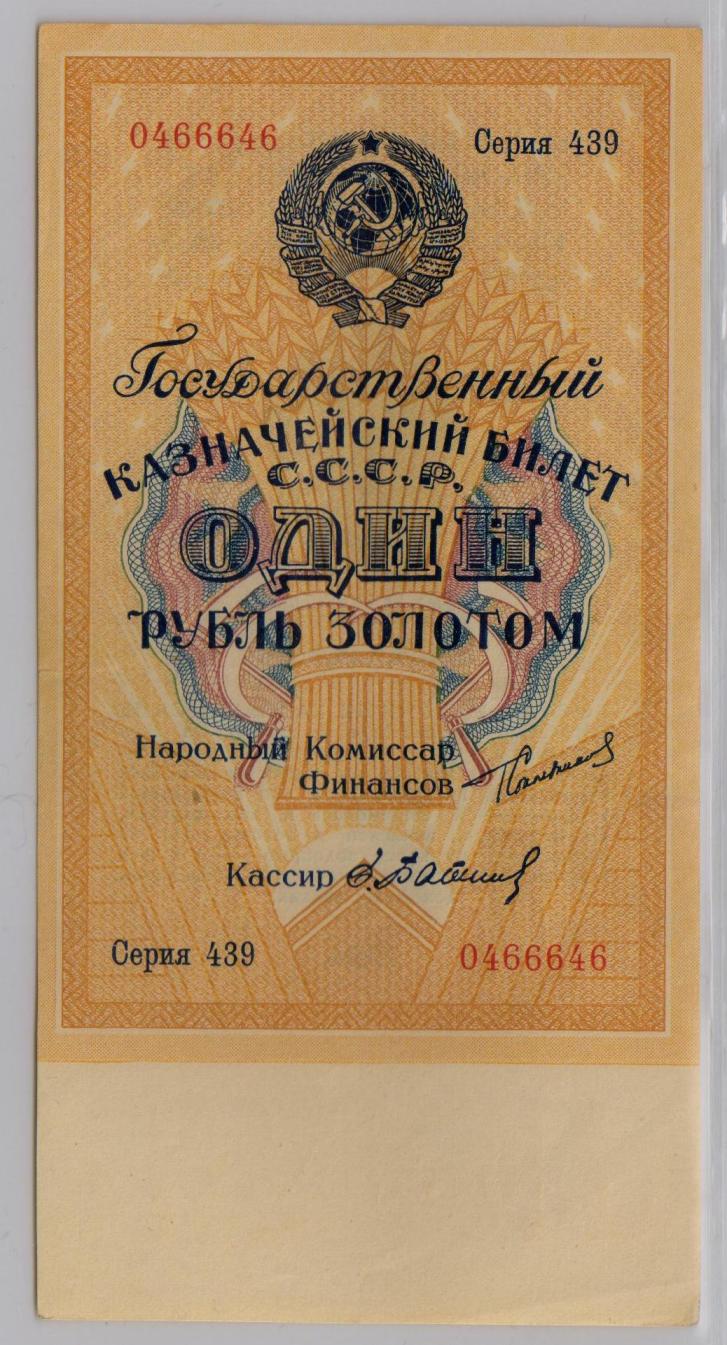 0466646 Серия 439
Государственный
КАЗНАЧЕЙСКИЙ БИЛЕТ
С.С.С.Р.
ОДИН
РУБЛЬ ЗОЛОТОМ
Народный Комиссар
Финансов
Кассир
Серия 439 0466646